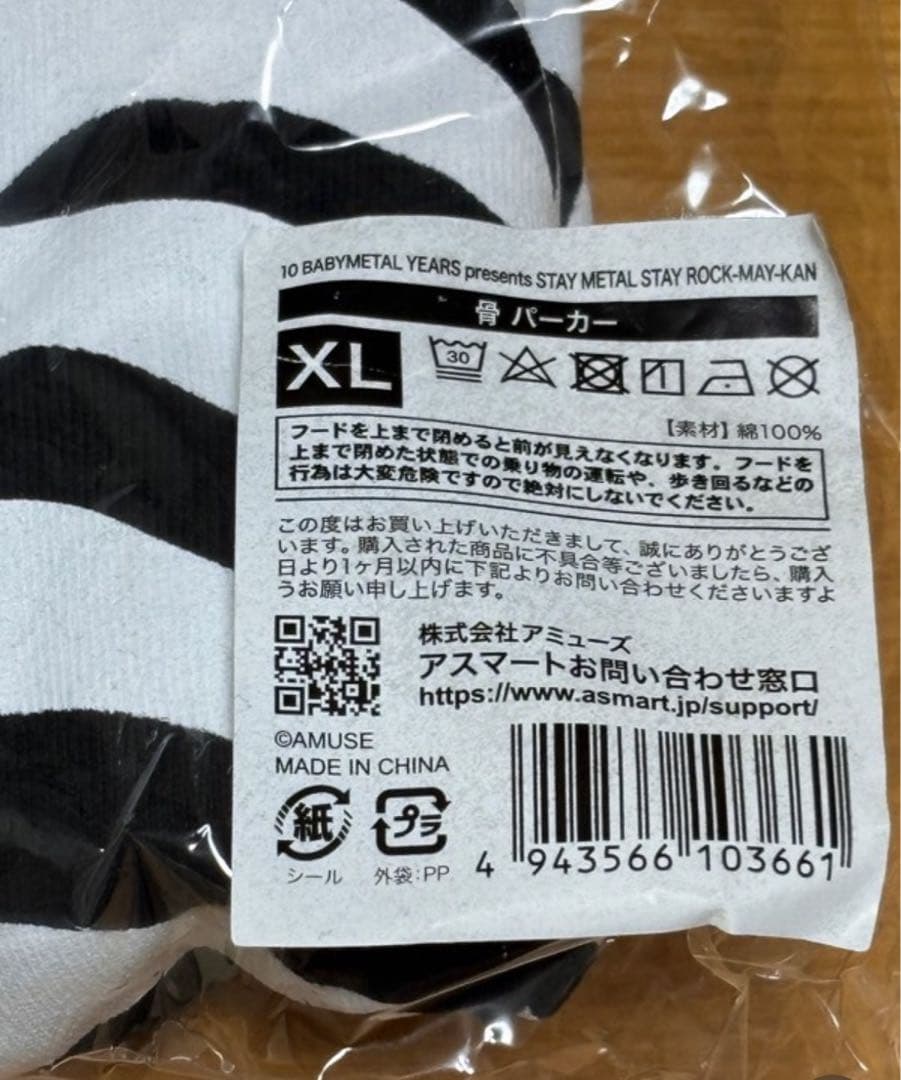 10 BABYMETAL YEARS presents STAY METAL STAY ROCK-MAY-KAN
骨 パーカー
XL
30
【素材】綿100%
フードを上まで閉めると前が見えなくなります。フードを
上まで閉めた状態での乗り物の運転や、歩き回るなどの
行為は大変危険ですので絶対にしないでください。
この度はお買い上げいただきまして、誠にありがとうござ
います。購入された商品に不具合等ございましたら、購入
日より1ヶ月以内に下記よりお問い合わせくださいますよ
うお願い申し上げます。
株式会社アミューズ
アスマートお問い合わせ窓口
https://www.asmart.jp/support/
©AMUSE
MADE IN CHINA
紙
プラ
シール
外袋:PP
4 943566 103661